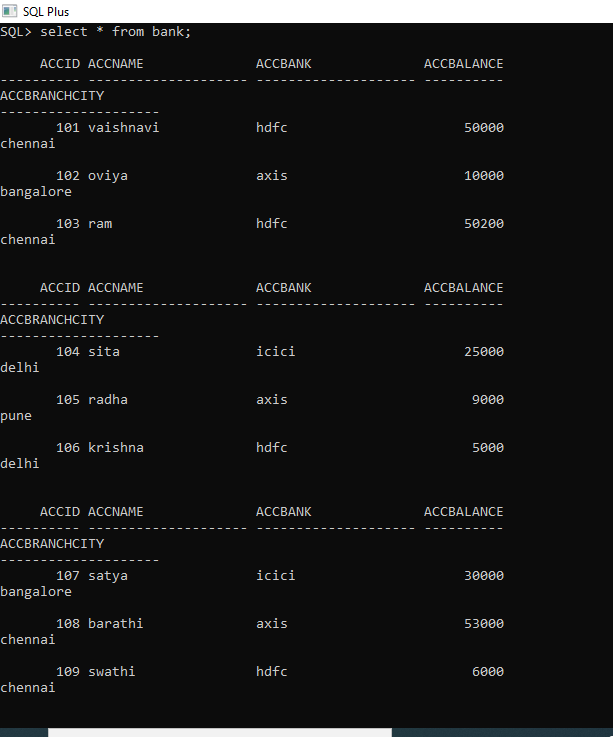 SQL Plus
SQL> select * from bank;
     ACCID ACCNAME              ACCBANK              ACCBALANCE
---------- -------------------- -------------------- ----------
ACCBRANCHCITY
--------------------
       101 vaishnavi            hdfc                      50000
chennai
       102 oviya                axis                      10000
bangalore
       103 ram                  hdfc                      50200
chennai
     ACCID ACCNAME              ACCBANK              ACCBALANCE
---------- -------------------- -------------------- ----------
ACCBRANCHCITY
--------------------
       104 sita                 icici                     25000
delhi
       105 radha                axis                       9000
pune
       106 krishna              hdfc                       5000
delhi
     ACCID ACCNAME              ACCBANK              ACCBALANCE
---------- -------------------- -------------------- ----------
ACCBRANCHCITY
--------------------
       107 satya                icici                     30000
bangalore
       108 barathi              axis                      53000
chennai
       109 swathi               hdfc                       6000
chennai